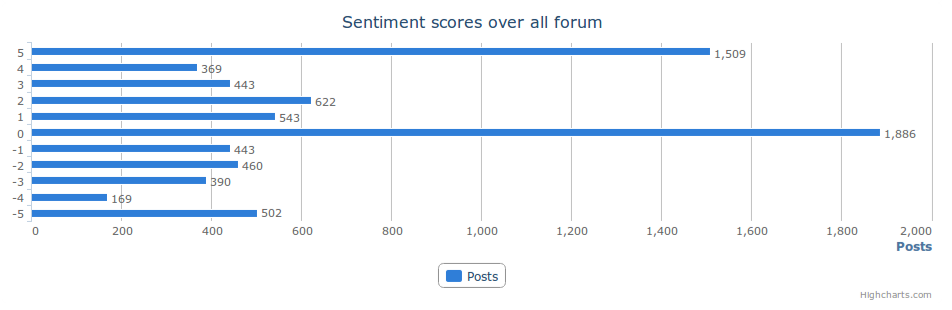 Sentiment scores over all forum
5 1,509
4 369
3 443
2 622
1 543
0 1,886
-1 443
-2 460
-3 390
-4 169
-5 502
0 200 400 600 800 1,000 1,200 1,400 1,600 1,800 2,000
Posts
Posts
Highcharts.com